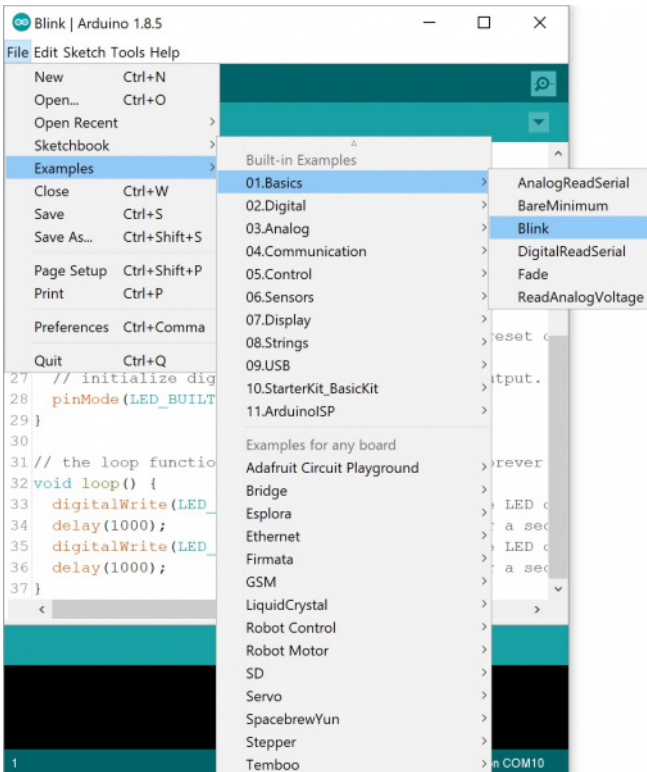 Blink | Arduino 1.8.5
File Edit Sketch Tools Help
New Ctrl+N
Open... Ctrl+O
Open Recent
Sketchbook
Examples
Close Ctrl+W
Save Ctrl+S
Save As... Ctrl+Shift+S
Page Setup Ctrl+Shift+P
Print Ctrl+P
Preferences Ctrl+Comma
Quit Ctrl+Q
Built-in Examples
01.Basics
02.Digital
03.Analog
04.Communication
05.Control
06.Sensors
07.Display
08.Strings
09.USB
10.StarterKit_BasicKit
11.ArduinoISP
Examples for any board
Adafruit Circuit Playground
Bridge
Esplora
Ethernet
Firmata
GSM
LiquidCrystal
Robot Control
Robot Motor
SD
Servo
SpacebrewYun
Stepper
Temboo
AnalogReadSerial
BareMinimum
Blink
DigitalReadSerial
Fade
ReadAnalogVoltage
reset
27 // initialize dig tput.
28 pinMode(LED_BUILT
29 }
30
31 // the loop functio rever
32 void loop() {
33 digitalWrite(LED_ LED
34 delay(1000); a sec
35 digitalWrite(LED_ LED
36 delay(1000); a sec
37 }
1 n COM10